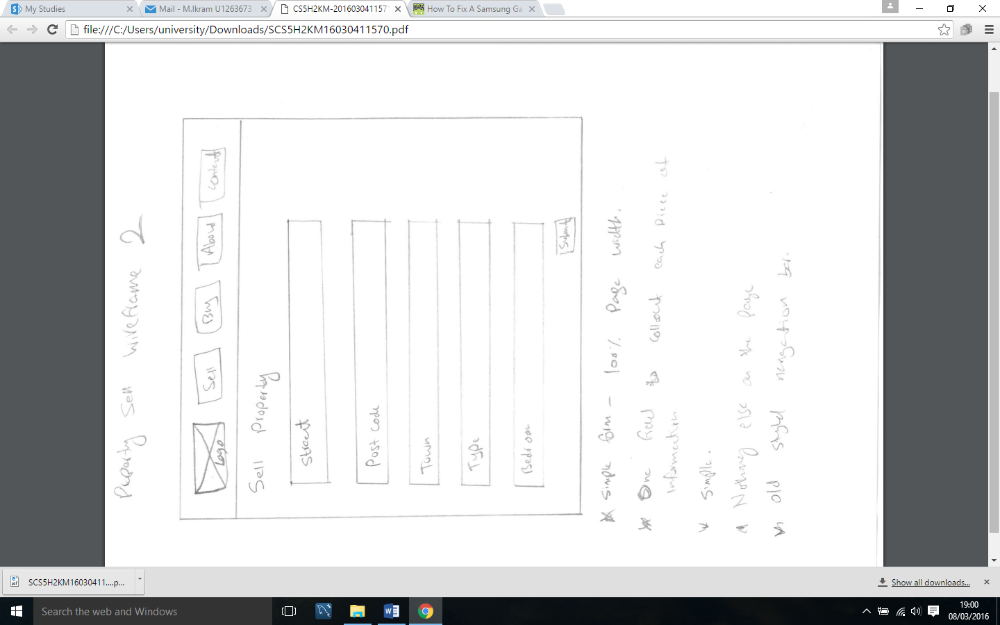 My Studies
Mail - M.Ikram U1263673
CS5H2KM-20160304115
How To Fix A Samsung Ga
file:///C:/Users/university/Downloads/SCS5H2KM16030411570.pdf
Property Sell Wireframe 2
Logo
Sell
Buy
About
Contact
Sell Property
Street
Post Code
Town
Type
Bedroom
Submit
Simple form - 100% Page width.
One field to collect each piece of
information
Simple.
Nothing else on the Page
old styled navigation bar.
SCS5H2KM16030411....p...
Show all downloads...
Search the web and Windows
19:00
08/03/2016